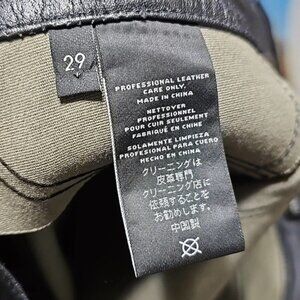 29
PROFESSIONAL LEATHER
CARE ONLY,
MADE IN CHINA
NETTOYER
PROFESSIONNEL
POUR CUIR SEULEMENT
FABRIQUÉ EN CHINE
SOLAMENTE LIMPIEZA
PROFESIONAL PARA CUERO
HECHO EN CHINA
クリーニングは
皮革専門
クリーニング店に
依頼することを
お勧めします。
中国製